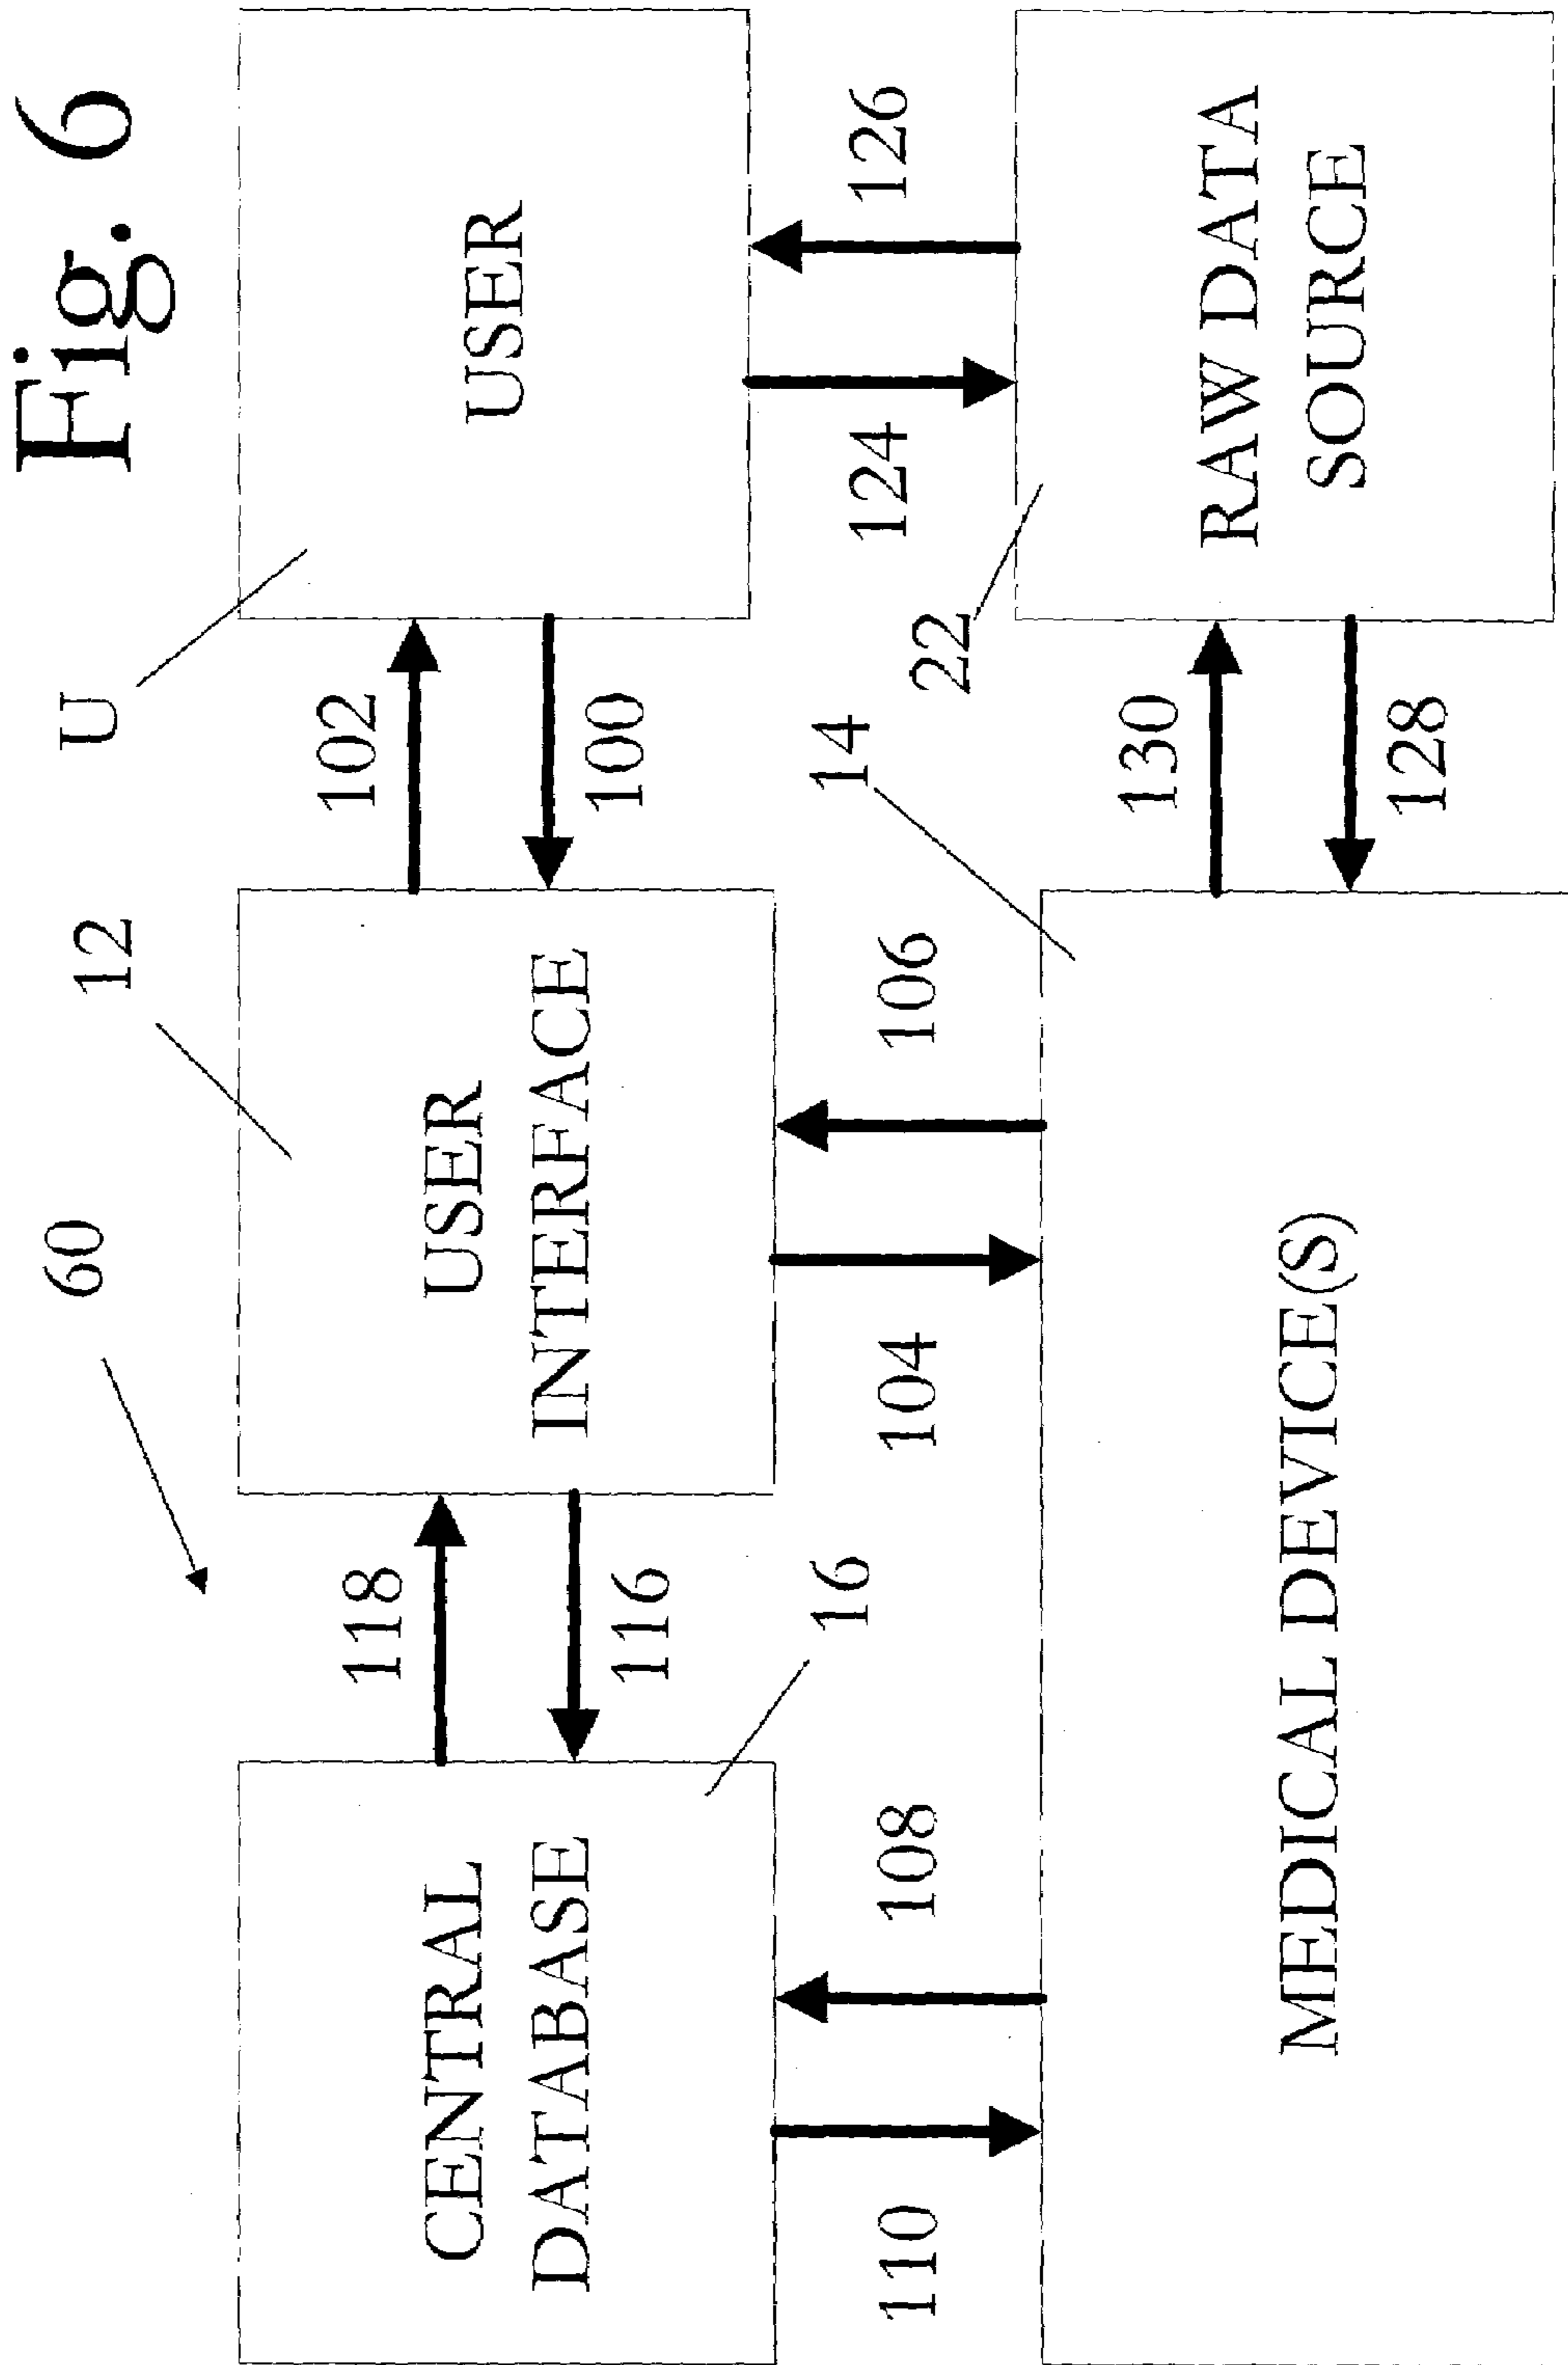 Fig. 6
60
12
U
CENTRAL
DATABASE
118
116
USER
INTERFACE
102
100
USER
110
108
16
104
106
14
22
124
126
MEDICAL DEVICE(S)
130
128
RAW DATA
SOURCE